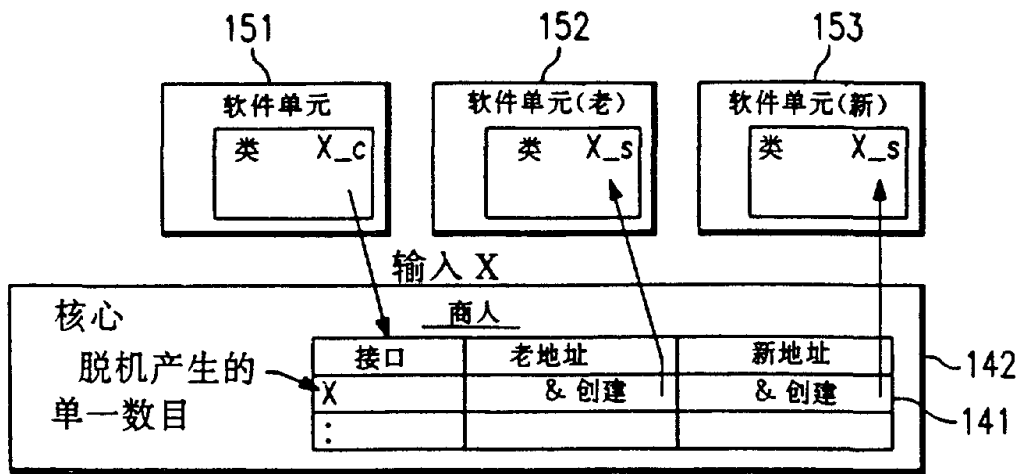 151 152 153
软件单元 软件单元(老) 软件单元(新)
类 X_c 类 X_s 类 X_s
输入 X
核心 商人
接口 老地址 新地址
脱机产生的
X & 创建 & 创建
单一数目
:
142
141